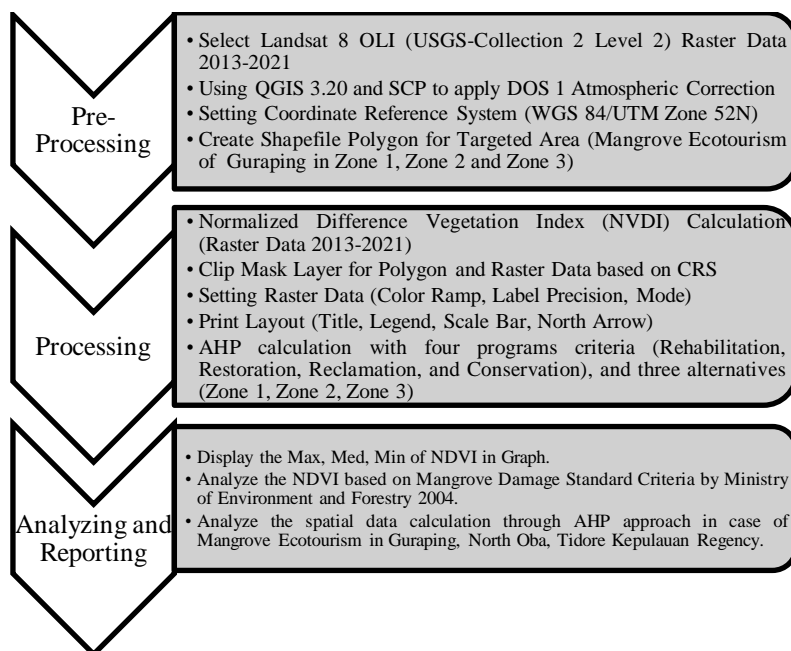 Pre-
Processing
• Select Landsat 8 OLI (USGS-Collection 2 Level 2) Raster Data
2013-2021
• Using QGIS 3.20 and SCP to apply DOS 1 Atmospheric Correction
• Setting Coordinate Reference System (WGS 84/UTM Zone 52N)
• Create Shapefile Polygon for Targeted Area (Mangrove Ecotourism
of Guraping in Zone 1, Zone 2 and Zone 3)
Processing
• Normalized Difference Vegetation Index (NVDI) Calculation
(Raster Data 2013-2021)
• Clip Mask Layer for Polygon and Raster Data based on CRS
• Setting Raster Data (Color Ramp, Label Precision, Mode)
• Print Layout (Title, Legend, Scale Bar, North Arrow)
• AHP calculation with four programs criteria (Rehabilitation,
Restoration, Reclamation, and Conservation), and three alternatives
(Zone 1, Zone 2, Zone 3)
Analyzing and
Reporting
• Display the Max, Med, Min of NDVI in Graph.
• Analyze the NDVI based on Mangrove Damage Standard Criteria by Ministry
of Environment and Forestry 2004.
• Analyze the spatial data calculation through AHP approach in case of
Mangrove Ecotourism in Guraping, North Oba, Tidore Kepulauan Regency.